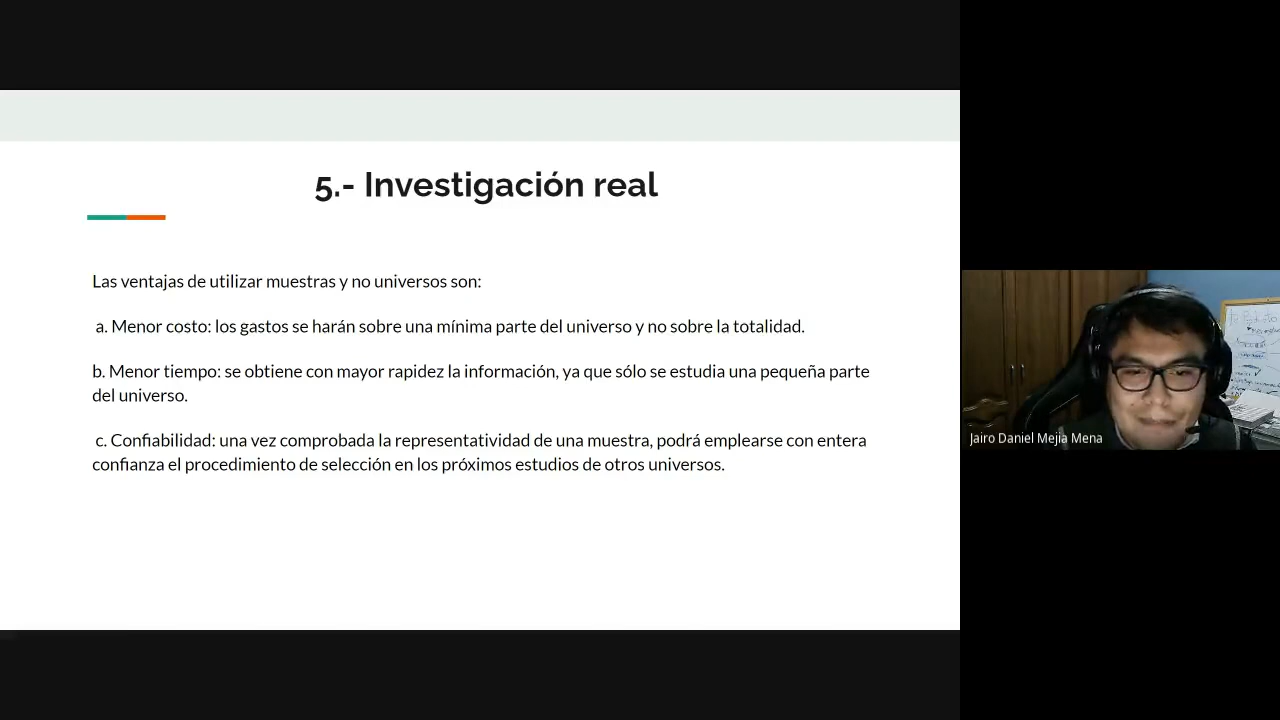 5.- Investigación real
Las ventajas de utilizar muestras y no universos son:
a. Menor costo: los gastos se harán sobre una mínima parte del universo y no sobre la totalidad.
b. Menor tiempo: se obtiene con mayor rapidez la información, ya que sólo se estudia una pequeña parte
del universo.
c. Confiabilidad: una vez comprobada la representatividad de una muestra, podrá emplearse con entera
confianza el procedimiento de selección en los próximos estudios de otros universos.
Jairo Daniel Mejia Mena